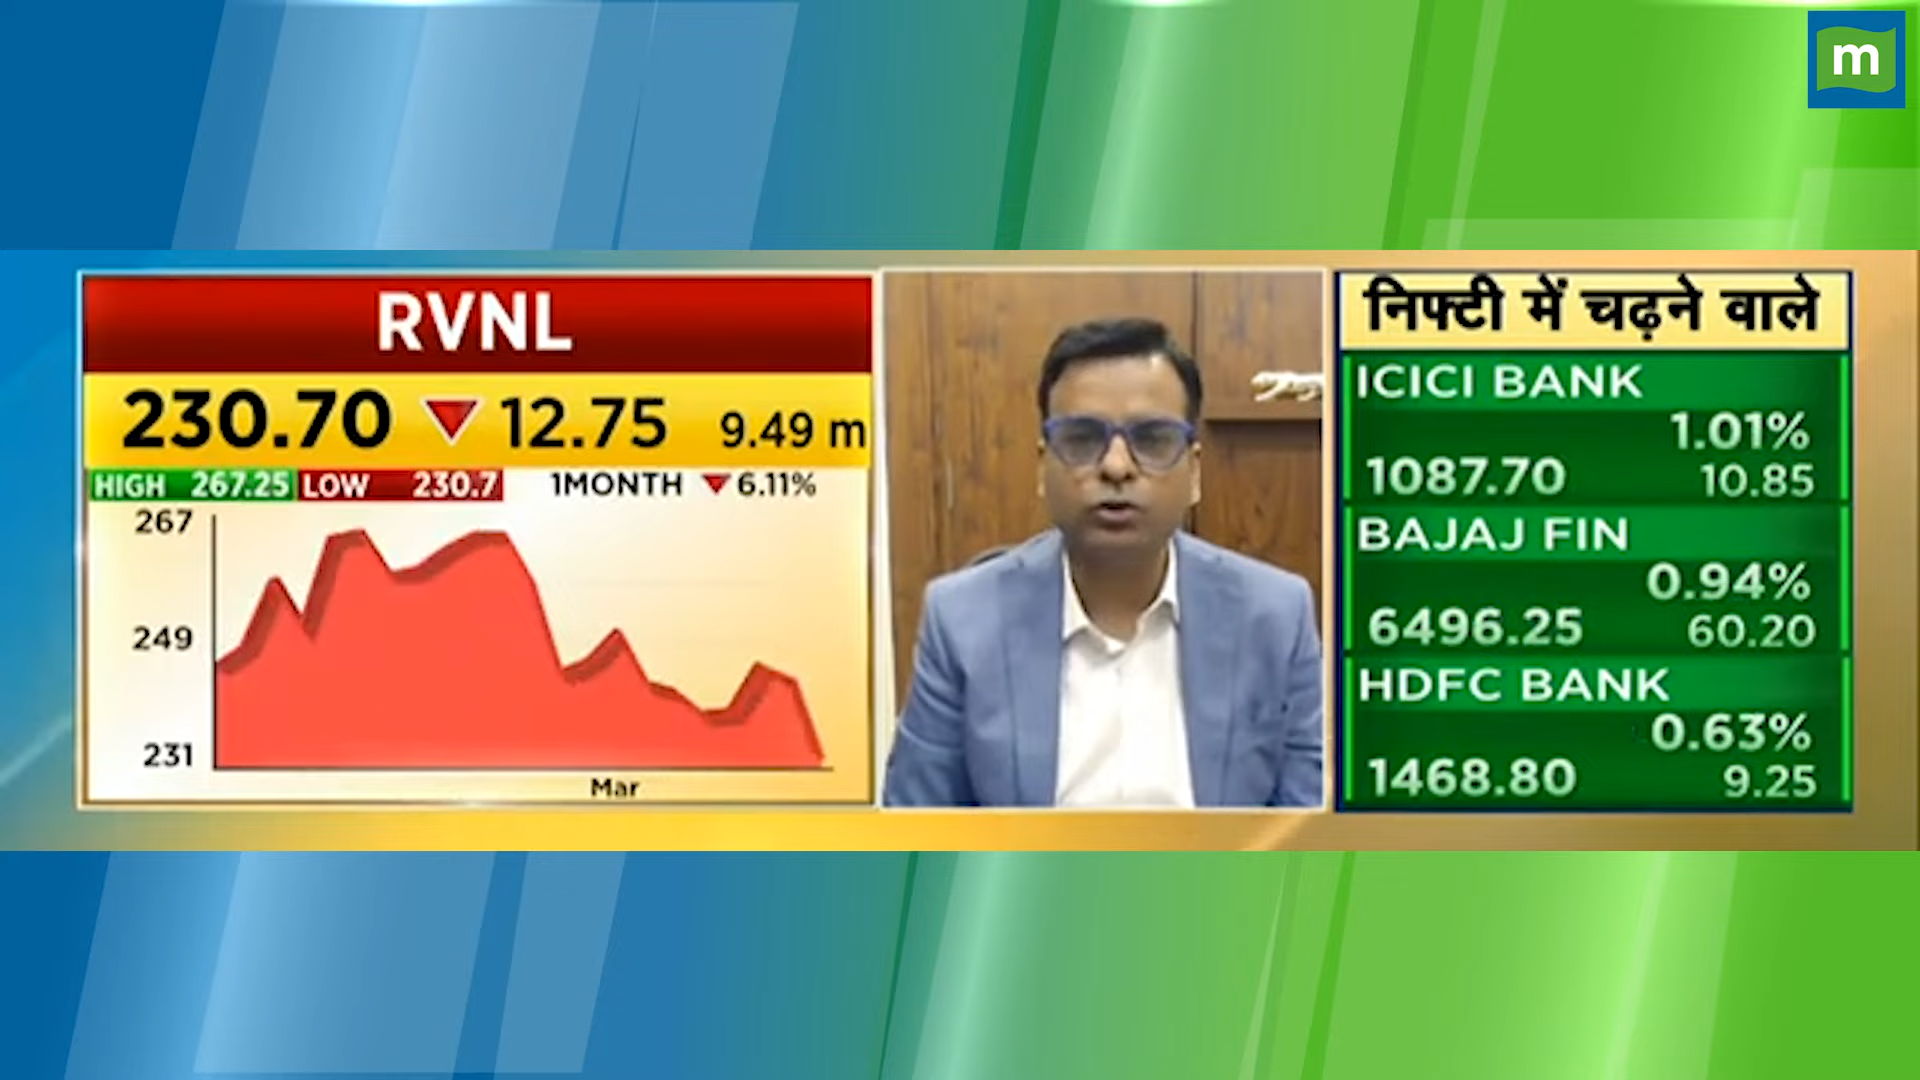 m
RVNL
230.70 ▼ 12.75 9.49 m
HIGH 267.25 LOW 230.7 1MONTH ▼ 6.11%
267
249
231
Mar
निफ्टी में चढ़ने वाले
ICICI BANK
1.01%
1087.70 10.85
BAJAJ FIN
0.94%
6496.25 60.20
HDFC BANK
0.63%
1468.80 9.25